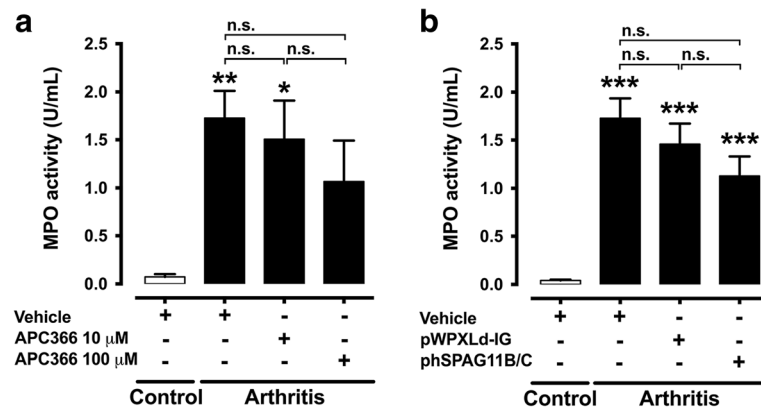 a
n.s.
n.s. n.s.
MPO activity (U/mL)
2.5
2.0
1.5
1.0
0.5
0.0
** *
Vehicle + + - -
APC366 10 μM - - + -
APC366 100 μM - - - +
Control Arthritis
b
n.s.
n.s. n.s.
MPO activity (U/mL)
2.5
2.0
1.5
1.0
0.5
0.0
*** *** ***
Vehicle + + - -
pWPXLd-IG - - + -
phSPAG11B/C - - - +
Control Arthritis